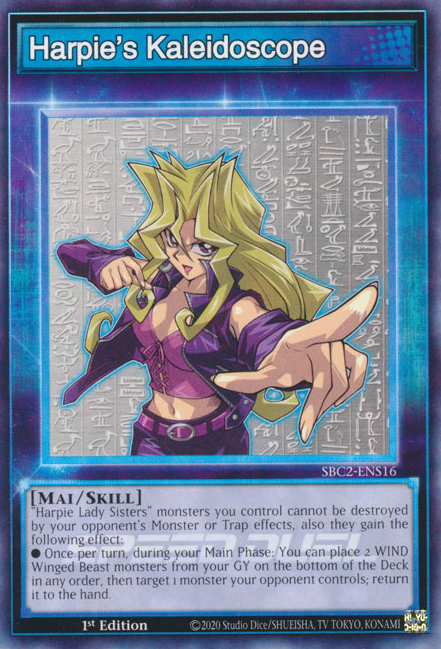 Harpie's Kaleidoscope
SBC2-ENS16
[MAI/SKILL]
"Harpie Lady Sisters" monsters you control cannot be destroyed
by your opponent's Monster or Trap effects, also they gain the
following effect:
● Once per turn, during your Main Phase: You can place 2 WIND
Winged Beast monsters from your GY on the bottom of the Deck
in any order, then target 1 monster your opponent controls; return
it to the hand.
SPEED DUEL
1st Edition
©2020 Studio Dice/SHUEISHA, TV TOKYO, KONAMI